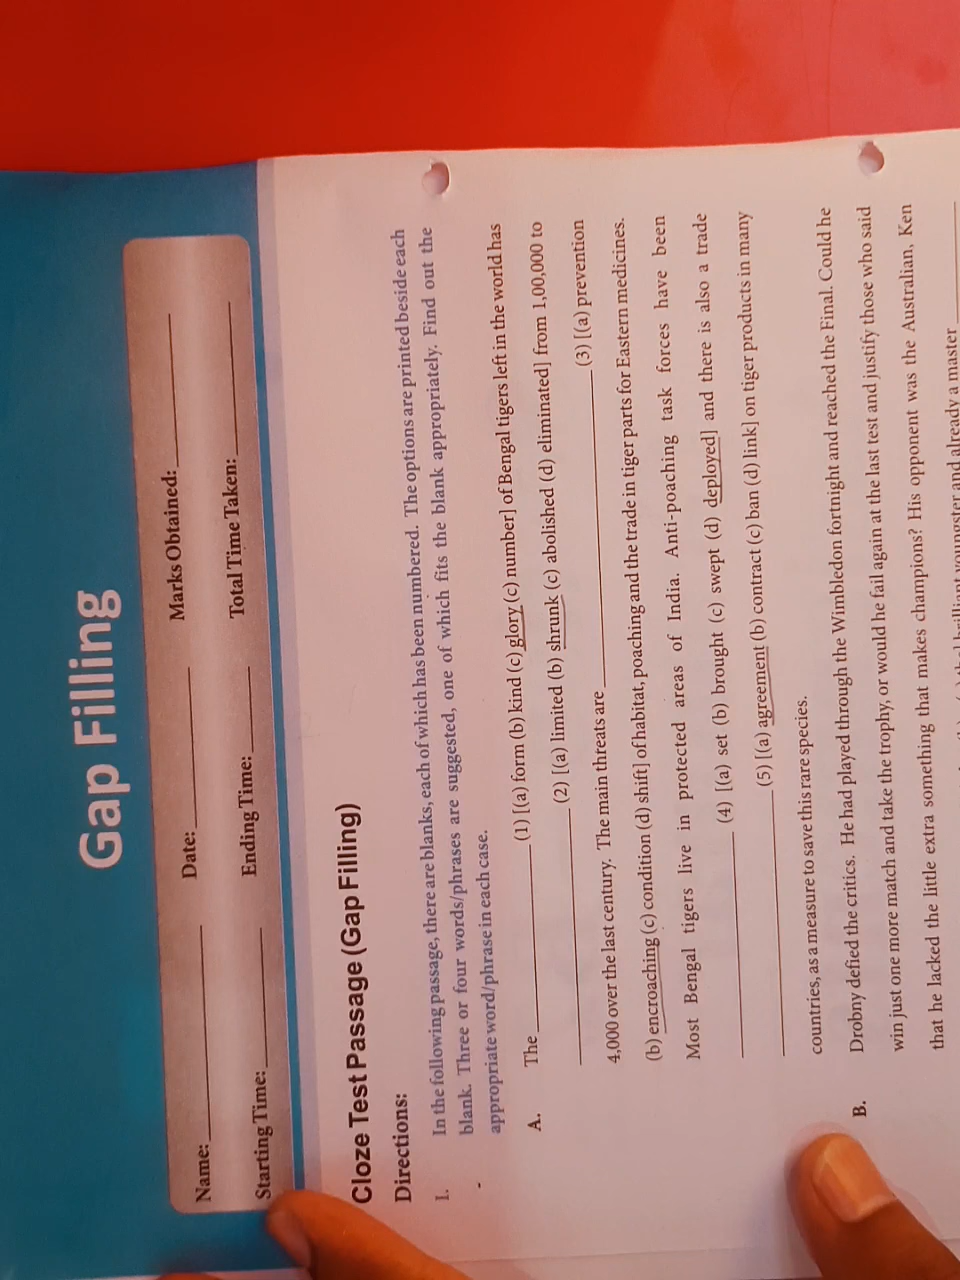 Gap Filling
Name: Date: Marks Obtained:
Starting Time: Ending Time: Total Time Taken:
Cloze Test Passage (Gap Filling)
Directions:
I. In the following passage, there are blanks, each of which has been numbered. The options are printed beside each
blank. Three or four words/phrases are suggested, one of which fits the blank appropriately. Find out the
appropriate word/phrase in each case.
A. The ____________ (1) [(a) form (b) kind (c) glory (c) number] of Bengal tigers left in the world has
____________ (2) [(a) limited (b) shrunk (c) abolished (d) eliminated] from 1,00,000 to
4,000 over the last century. The main threats are ____________ (3) [(a) prevention
(b) encroaching (c) condition (d) shift] of habitat, poaching and the trade in tiger parts for Eastern medicines.
Most Bengal tigers live in protected areas of India. Anti-poaching task forces have been
____________ (4) [(a) set (b) brought (c) swept (d) deployed] and there is also a trade
____________ (5) [(a) agreement (b) contract (c) ban (d) link] on tiger products in many
countries, as a measure to save this rare species.
B. Drobny defied the critics. He had played through the Wimbledon fortnight and reached the Final. Could he
win just one more match and take the trophy, or would he fail again at the last test and justify those who said
that he lacked the little extra something that makes champions? His opponent was the Australian, Ken
brilliant youngster and already a master